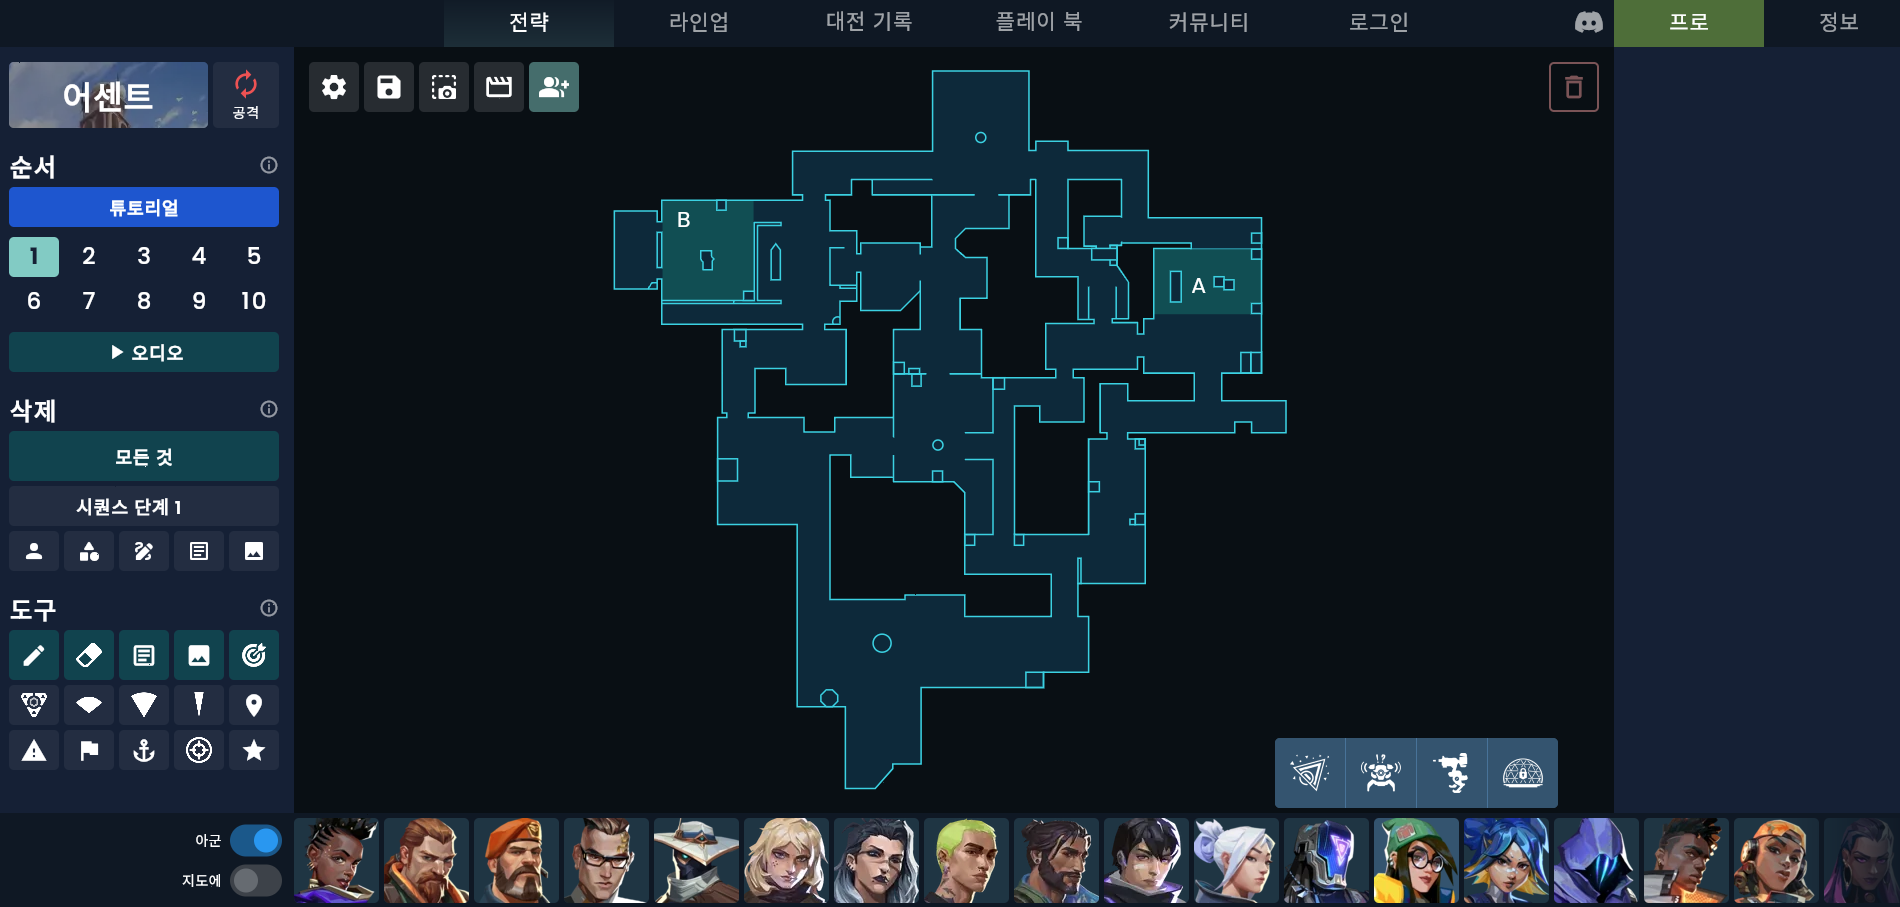 전략 라인업 대전 기록 플레이 북 커뮤니티 로그인 프로 정보
어센트 공격
순서
튜토리얼
1 2 3 4 5
6 7 8 9 10
오디오
삭제
모든 것
시퀀스 단계 1
도구
아군
지도에
B
A